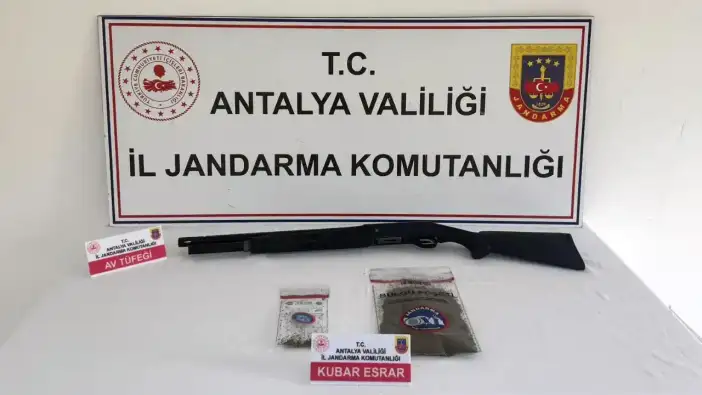 T.C.
ANTALYA VALİLİĞİ
İL JANDARMA KOMUTANLIĞI
JANDARMA
T.C.
ANTALYA VALİLİĞİ
İL JANDARMA KOMUTANLIĞI
AV TÜFEĞİ
JANDARMA
T.C.
ANTALYA VALİLİĞİ
İL JANDARMA KOMUTANLIĞI
KUBAR ESRAR